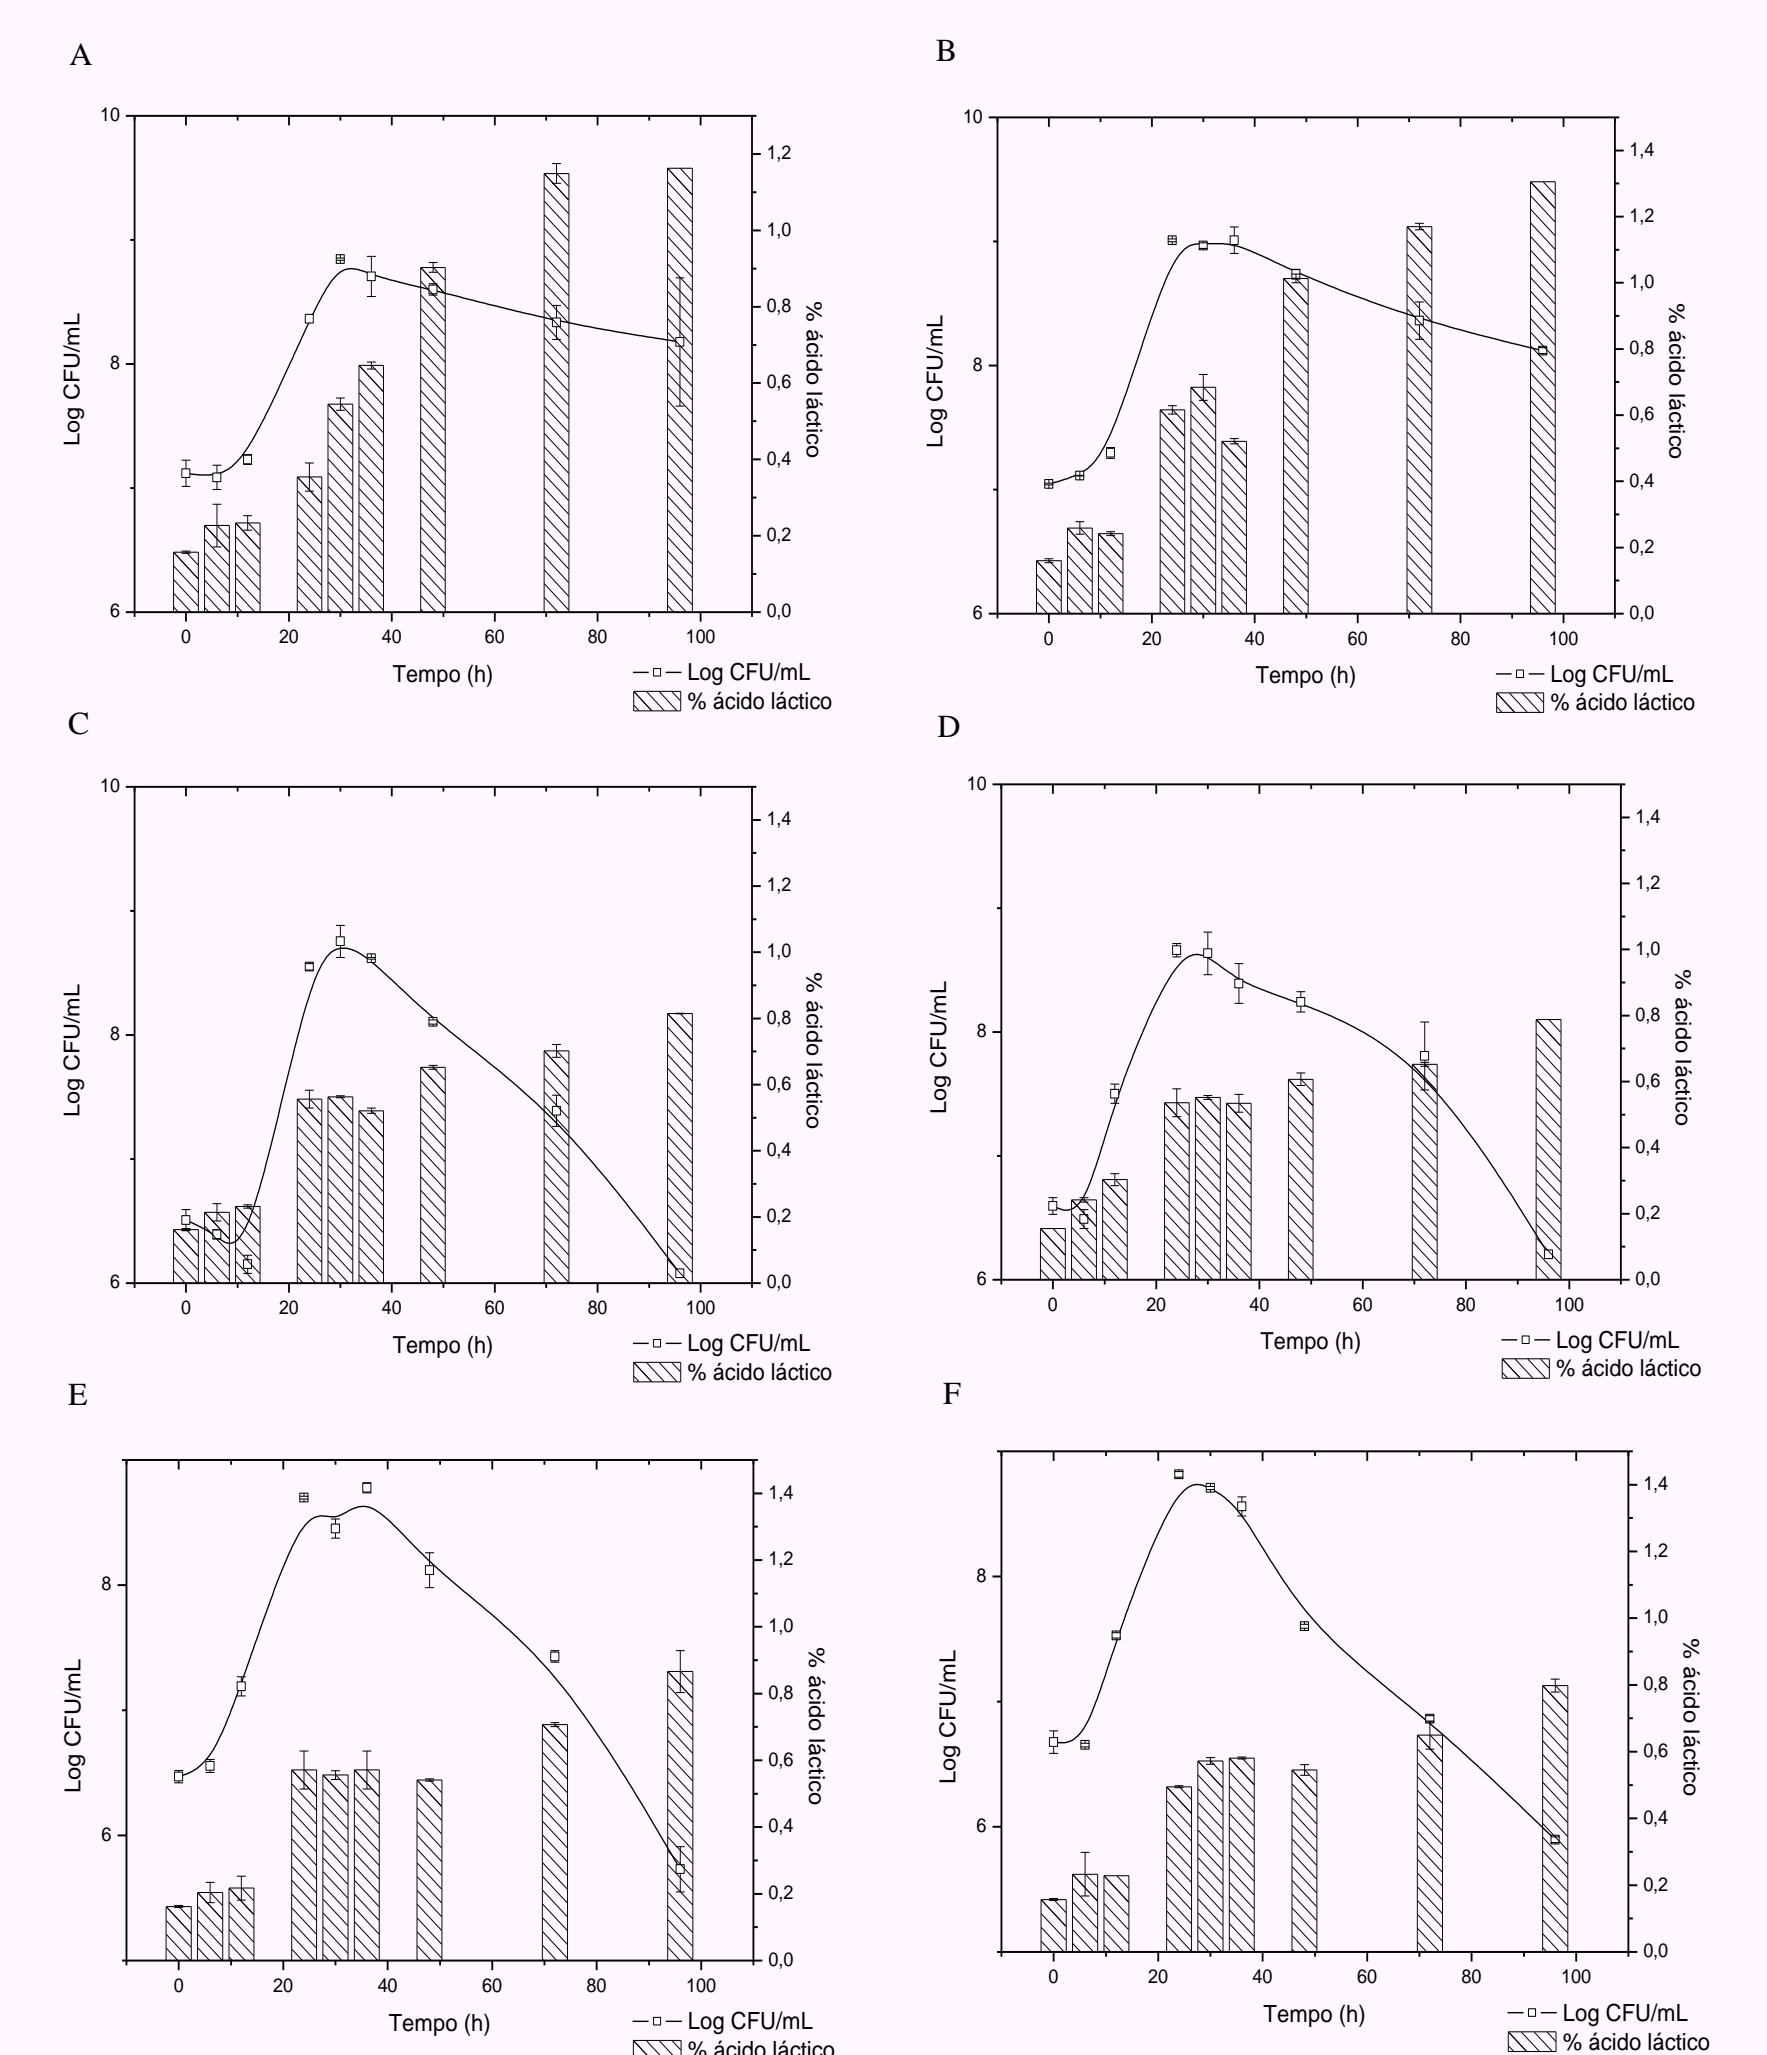 A
10
8
6
Log CFU/mL
1,2
1,0
0,8
0,6
0,4
0,2
0,0
% ácido láctico
0 20 40 60 80 100
Tempo (h)
Log CFU/mL
% ácido láctico
B
10
8
6
Log CFU/mL
1,4
1,2
1,0
0,8
0,6
0,4
0,2
0,0
% ácido láctico
0 20 40 60 80 100
Tempo (h)
Log CFU/mL
% ácido láctico
C
10
8
6
Log CFU/mL
1,4
1,2
1,0
0,8
0,6
0,4
0,2
0,0
% ácido láctico
0 20 40 60 80 100
Tempo (h)
Log CFU/mL
% ácido láctico
D
10
8
6
Log CFU/mL
1,4
1,2
1,0
0,8
0,6
0,4
0,2
0,0
% ácido láctico
0 20 40 60 80 100
Tempo (h)
Log CFU/mL
% ácido láctico
E
8
6
Log CFU/mL
1,4
1,2
1,0
0,8
0,6
0,4
0,2
0,0
% ácido láctico
0 20 40 60 80 100
Tempo (h)
Log CFU/mL
% ácido láctico
F
8
6
Log CFU/mL
1,4
1,2
1,0
0,8
0,6
0,4
0,2
0,0
% ácido láctico
0 20 40 60 80 100
Tempo (h)
Log CFU/mL
% ácido láctico